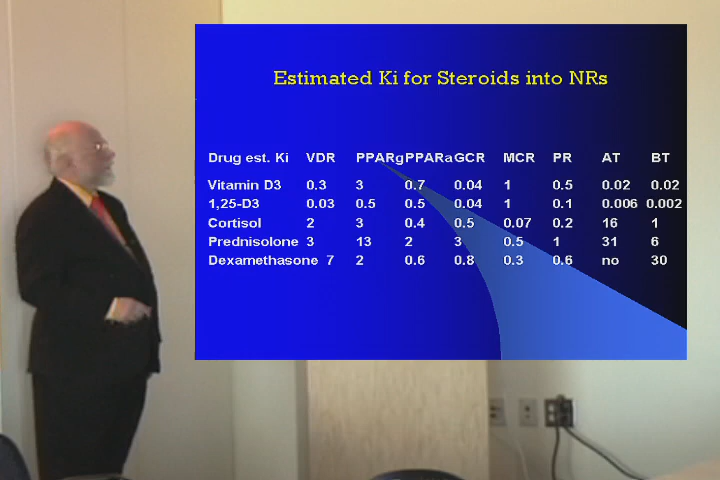 Estimated Ki for Steroids into NRs
Drug est. Ki VDR PPARg PPARa GCR MCR PR AT BT
Vitamin D3 0.3 3 0.7 0.04 1 0.5 0.02 0.02
1,25-D3 0.03 0.5 0.5 0.04 1 0.1 0.006 0.002
Cortisol 2 3 0.4 0.5 0.07 0.2 16 1
Prednisolone 3 13 2 3 0.5 1 31 6
Dexamethasone 7 2 0.6 0.8 0.3 0.6 no 30